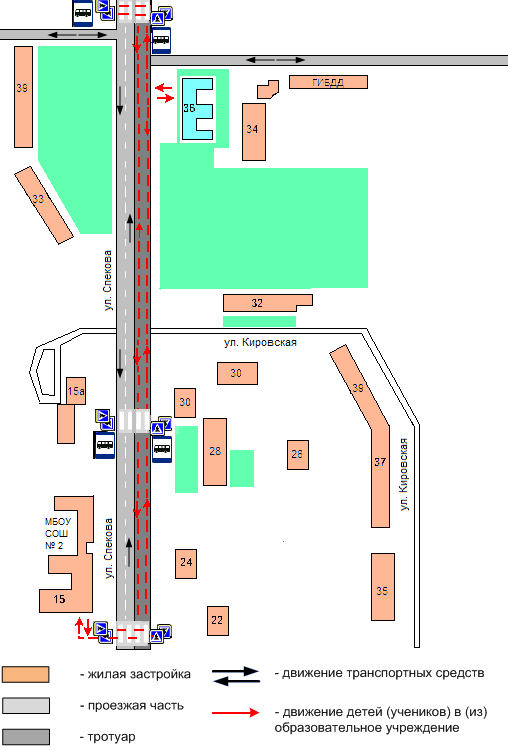 ГИБДД
39
36
34
33
ул. Спекова
32
ул. Кировская
30
39
15а
30
28
26
37
ул. Кировская
МБОУ
СОШ
№ 2
ул. Спекова
24
15
35
22
- жилая застройка
- движение транспортных средств
- проезжая часть
- движение детей (учеников) в (из)
образовательное учреждение
- тротуар